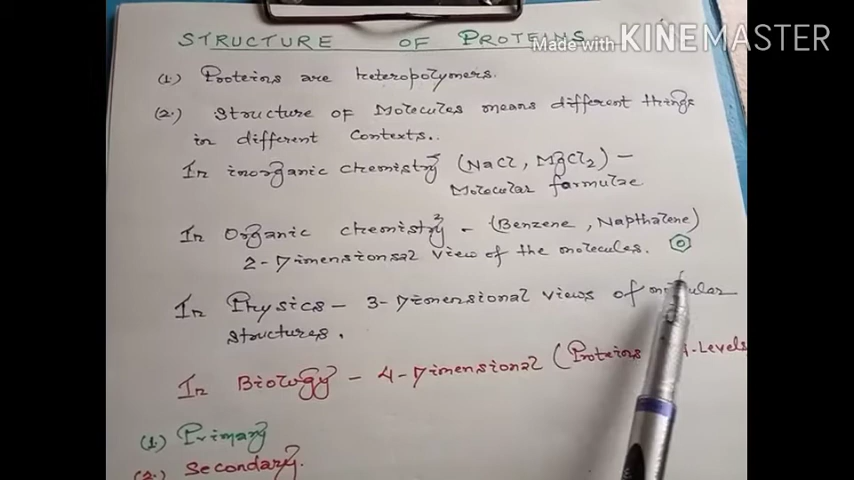 STRUCTURE OF PROTEINS
Made with KINEMASTER
(1.) Proteins are heteropolymers.
(2.) Structure of Molecules means different things
in different Contexts..
In inorganic chemistry (NaCl, MgCl2) –
Molecular formulae
In Organic chemistry - (Benzene, Napthalene)
2-Dimensional view of the molecules.
In Physics – 3-Dimensional views of
structures.
In Biology – 4-Dimensional (Proteins -Levels
(1) Primary
(2.) Secondary.